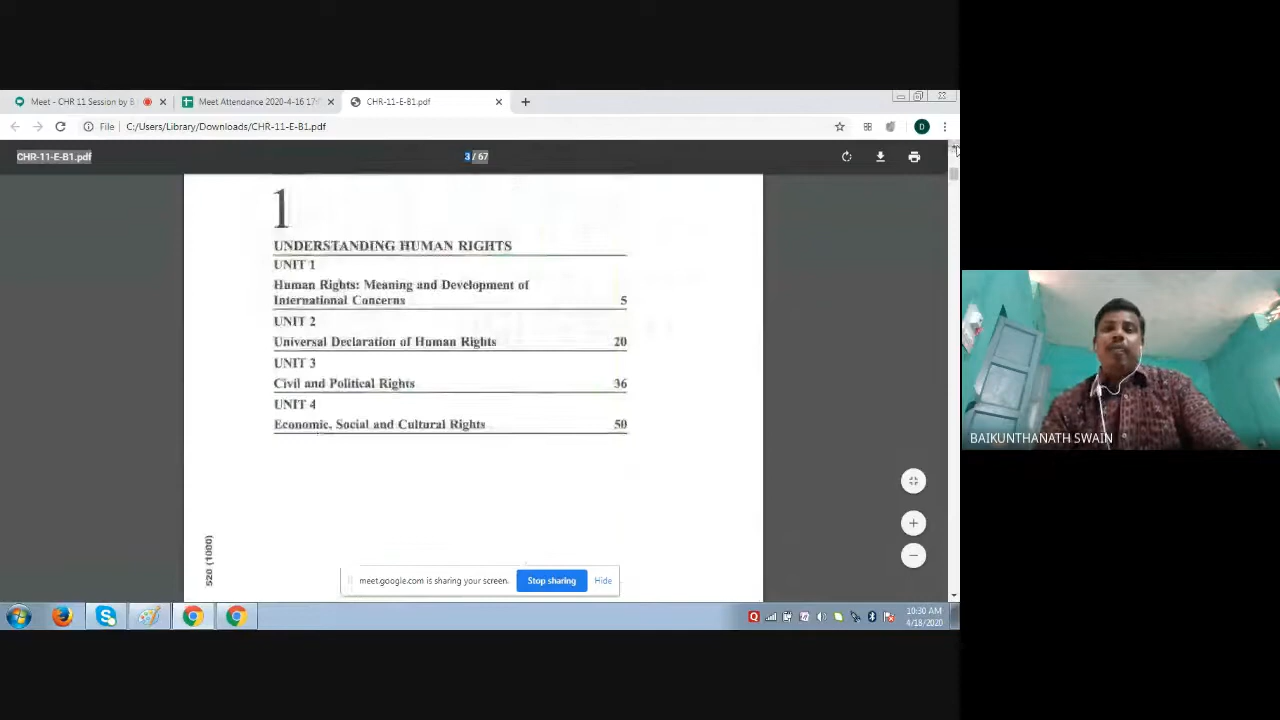 Meet - CHR 11 Session by B
Meet Attendance 2020-4-16 17:
CHR-11-E-B1.pdf
File
C:/Users/Library/Downloads/CHR-11-E-B1.pdf
D
CHR-11-E-B1.pdf
3 / 67
1
UNDERSTANDING HUMAN RIGHTS
UNIT 1
Human Rights: Meaning and Development of
International Concerns 5
UNIT 2
Universal Declaration of Human Rights 20
UNIT 3
Civil and Political Rights 36
UNIT 4
Economic, Social and Cultural Rights 50
520 (1000)
meet.google.com is sharing your screen.
Stop sharing
Hide
BAIKUNTHANATH SWAIN
10:30 AM
4/18/2020